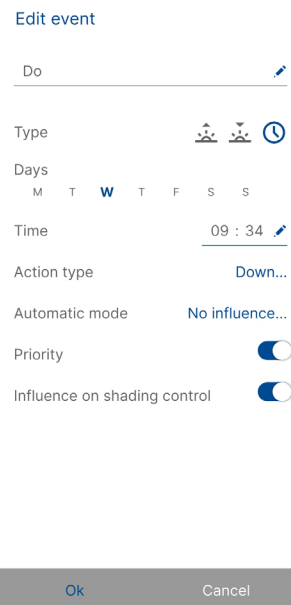 Edit event
Do
Type
Days
M T W T F S S
Time 09 : 34
Action type Down...
Automatic mode No influence...
Priority
Influence on shading control
Ok Cancel